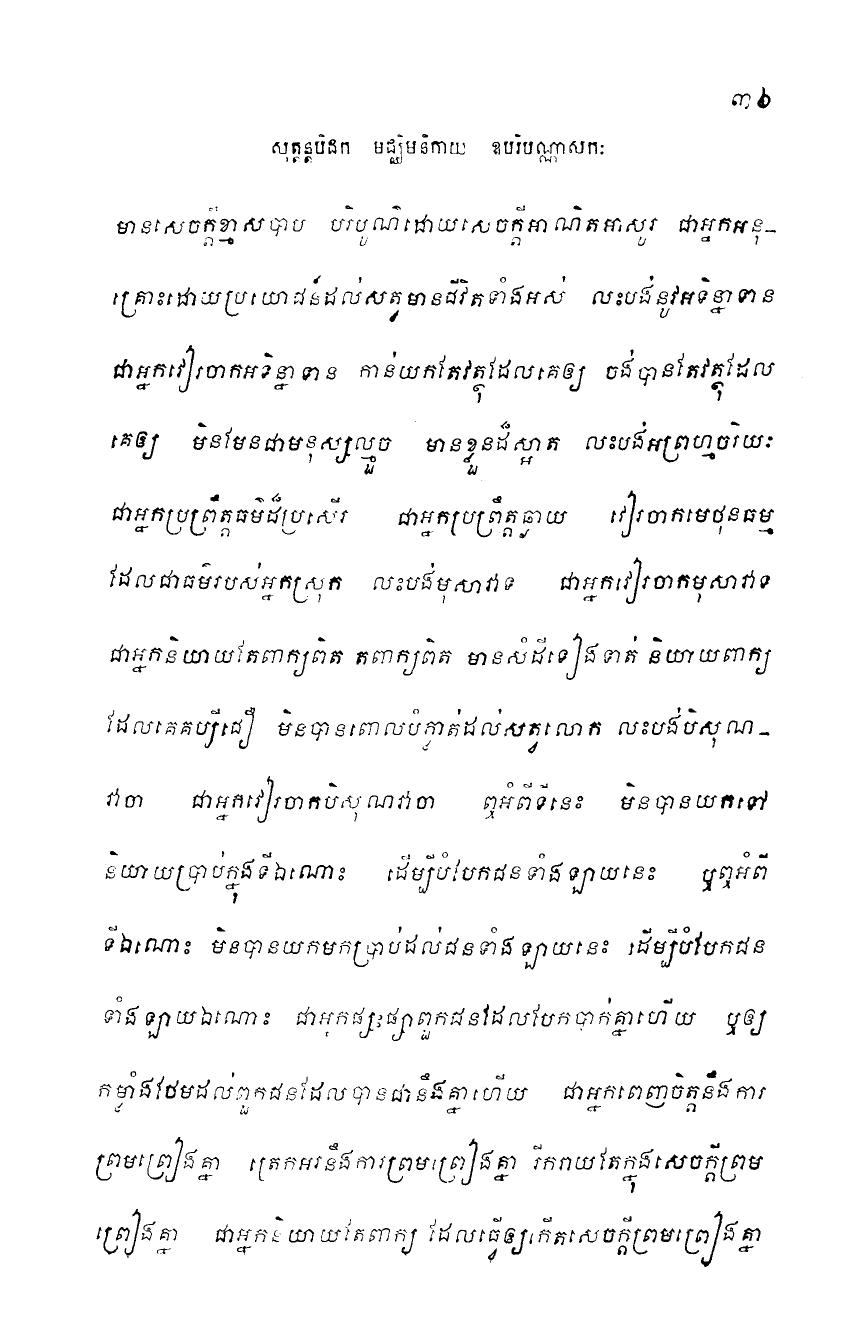 ៣៦
សុត្តន្តបិដក មជ្ឈិមនិកាយ ឧបរិបណ្ណាសកៈ
មានសេចក្តីខ្មាសបាប បរិបូណ៌ដោយសេចក្តីអាណិតអាសូរ ជាអ្នកអនុ-
គ្រោះដោយប្រយោជន៍ដល់សត្វមានជីវិតទាំងអស់ លះបង់នូវអទិន្នាទាន
ជាអ្នកវៀរចាកអទិន្នាទាន កាន់យកតែវត្ថុដែលគេឲ្យ ចង់បានតែវត្ថុដែល
គេឲ្យ មិនមែនជាមនុស្សល្មួច មានខ្លួនដ៏ស្អាត លះបង់អព្រហ្មចរិយៈ
ជាអ្នកប្រព្រឹត្តធម៌ដ៏ប្រសើរ ជាអ្នកប្រព្រឹត្តឆ្ងាយ វៀរចាកមេថុនធម្ម
ដែលជាធម៌របស់អ្នកស្រុក លះបង់មុសាវាទ ជាអ្នកវៀរចាកមុសាវាទ
ជាអ្នកនិយាយតែពាក្យពិត តពាក្យពិត មានសំដីទៀងទាត់ និយាយពាក្យ
ដែលគេគប្បីជឿ មិនបានពោលបំភ្លាត់ដល់សត្វលោក លះបង់បិសុណ-
វាចា ជាអ្នកវៀរចាកបិសុណវាចា ឮអំពីទីនេះ មិនបានយកទៅ
និយាយប្រាប់ក្នុងទីឯណោះ ដើម្បីបំបែកជនទាំងឡាយនេះ ឬឮអំពី
ទីឯណោះ មិនបានយកមកប្រាប់ដល់ជនទាំងឡាយនេះ ដើម្បីបំបែកជន
ទាំងឡាយឯណោះ ជាអ្នកផ្សះផ្សាពួកជនដែលបែកបាក់គ្នាហើយ ឬឲ្យ
កម្លាំងថែមដល់ពួកជនដែលបានជានឹងគ្នាហើយ ជាអ្នកពេញចិត្តនឹងការ
ព្រមព្រៀងគ្នា ត្រេកអរនឹងការព្រមព្រៀងគ្នា រីករាយតែក្នុងសេចក្តីព្រម
ព្រៀងគ្នា ជាអ្នកនិយាយតែពាក្យ ដែលធ្វើឲ្យកើតសេចក្តីព្រមព្រៀងគ្នា